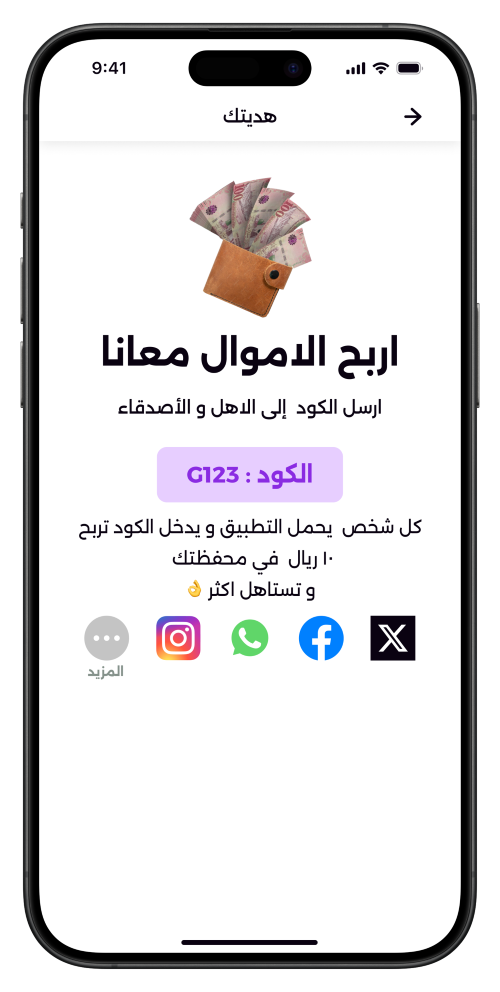 9:41
هديتك
اربح الاموال معانا
ارسل الكود إلى الاهل و الأصدقاء
الكود : G123
كل شخص يحمل التطبيق و يدخل الكود تربح
١٠ ريال في محفظتك
و تستاهل اكثر 👌
المزيد